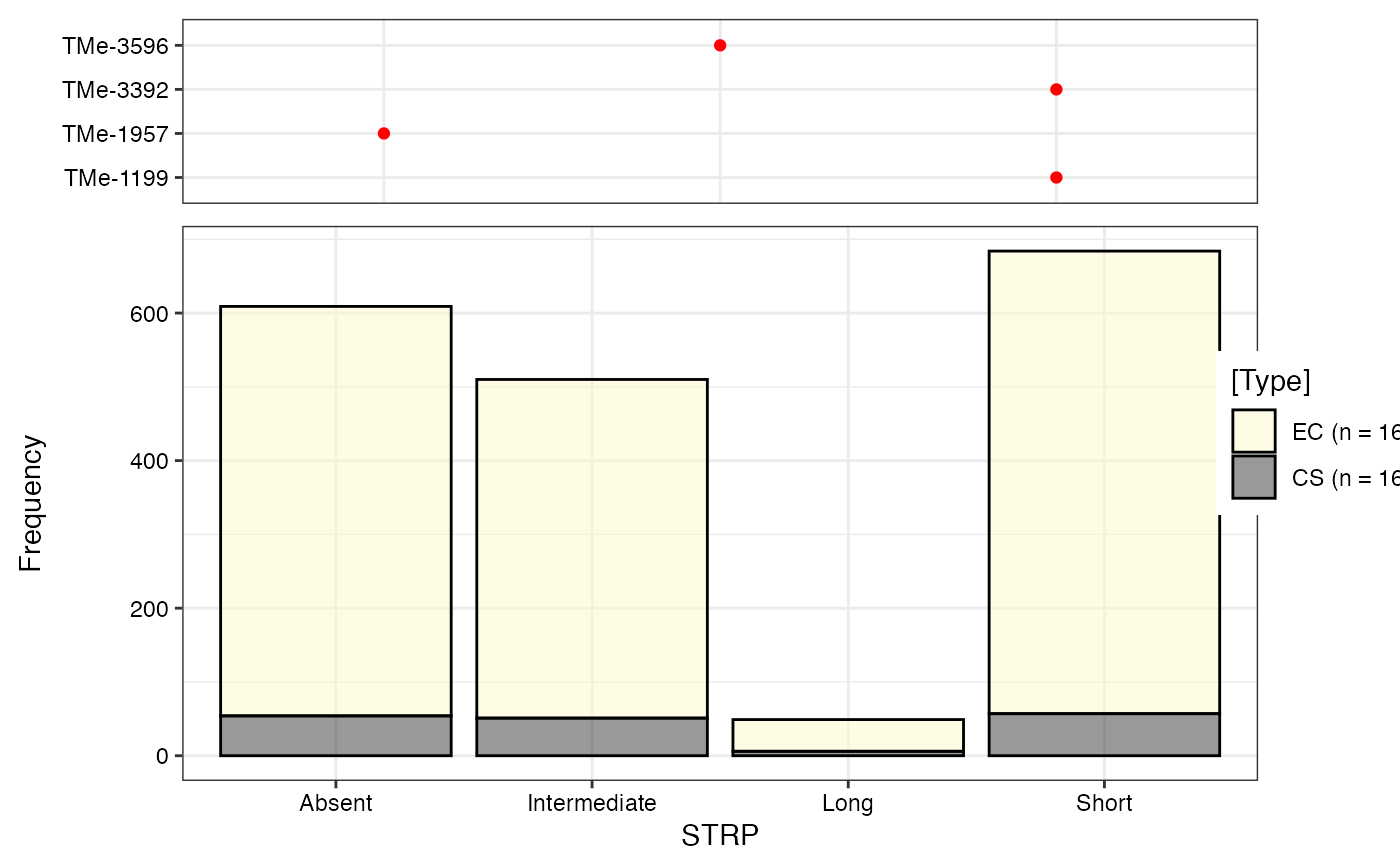 TMe-3596
TMe-3392
TMe-1957
TMe-1199
Frequency
600
400
200
0
Absent Intermediate Long Short
STRP
[Type]
EC (n = 16
CS (n = 16